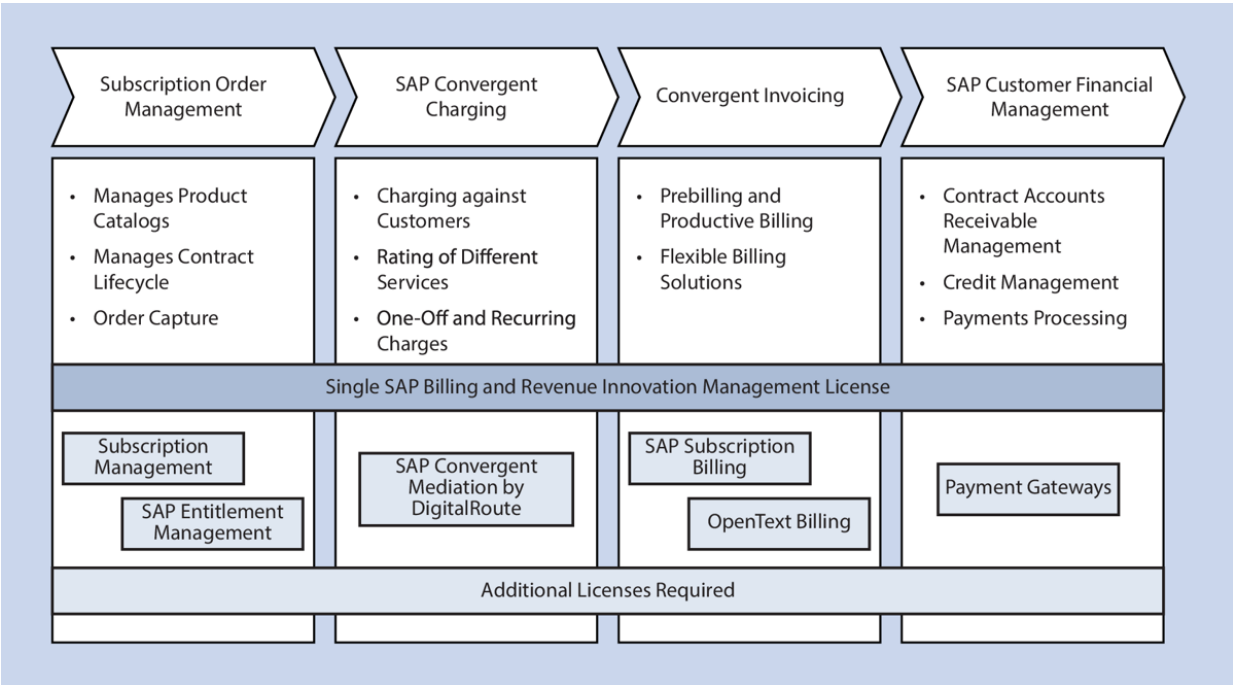 Subscription Order
Management
SAP Convergent
Charging
Convergent Invoicing
SAP Customer Financial
Management
• Manages Product
Catalogs
• Manages Contract
Lifecycle
• Order Capture
• Charging against
Customers
• Rating of Different
Services
• One-Off and Recurring
Charges
• Prebilling and
Productive Billing
• Flexible Billing
Solutions
• Contract Accounts
Receivable
Management
• Credit Management
• Payments Processing
Single SAP Billing and Revenue Innovation Management License
Subscription
Management
SAP Entitlement
Management
SAP Convergent
Mediation by
DigitalRoute
SAP Subscription
Billing
OpenText Billing
Payment Gateways
Additional Licenses Required